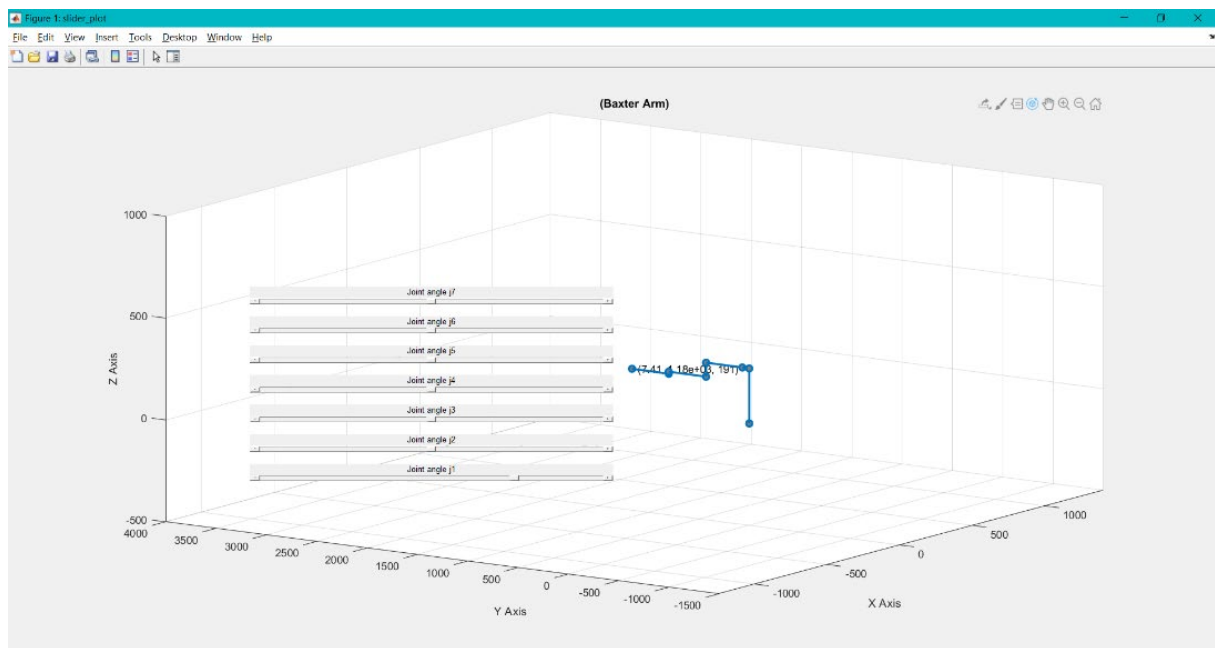 Figure 1: slider_plot
File Edit View Insert Tools Desktop Window Help
(Baxter Arm)
1000
500
0
-500
Z Axis
Joint angle j7
Joint angle j6
Joint angle j5
Joint angle j4
Joint angle j3
Joint angle j2
Joint angle j1
191)
4000
3500
3000
2500
2000
1500
1000
500
0
-500
-1000
-1500
Y Axis
-1000
-500
0
500
1000
X Axis